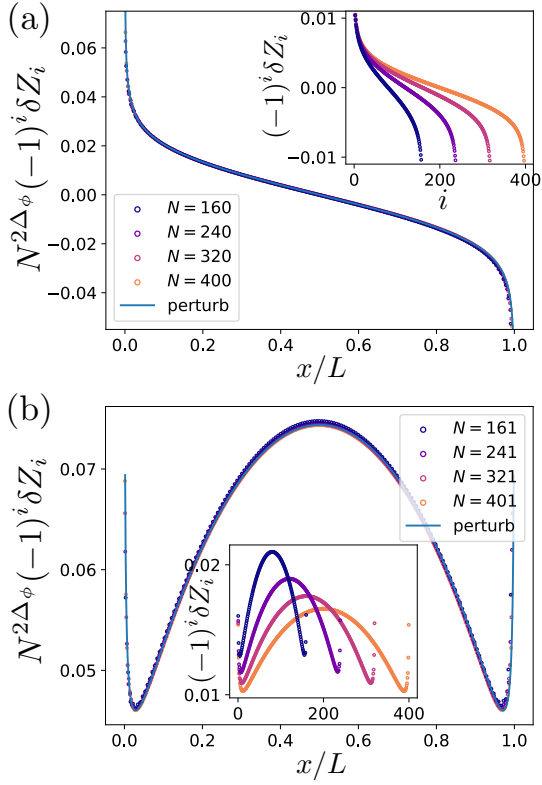 (a)
N^{2Δ_ϕ}(−1)^i δZ_i
0.06
0.04
0.02
0.00
−0.02
−0.04
N = 160
N = 240
N = 320
N = 400
perturb
0.0 0.2 0.4 0.6 0.8 1.0
x/L
(−1)^i δZ_i
0.01
0.00
−0.01
0 200 400
i
(b)
N^{2Δ_ϕ}(−1)^i δZ_i
0.07
0.06
0.05
N = 161
N = 241
N = 321
N = 401
perturb
(−1)^i δZ_i
0.02
0.01
0 200 400
0.0 0.2 0.4 0.6 0.8 1.0
x/L